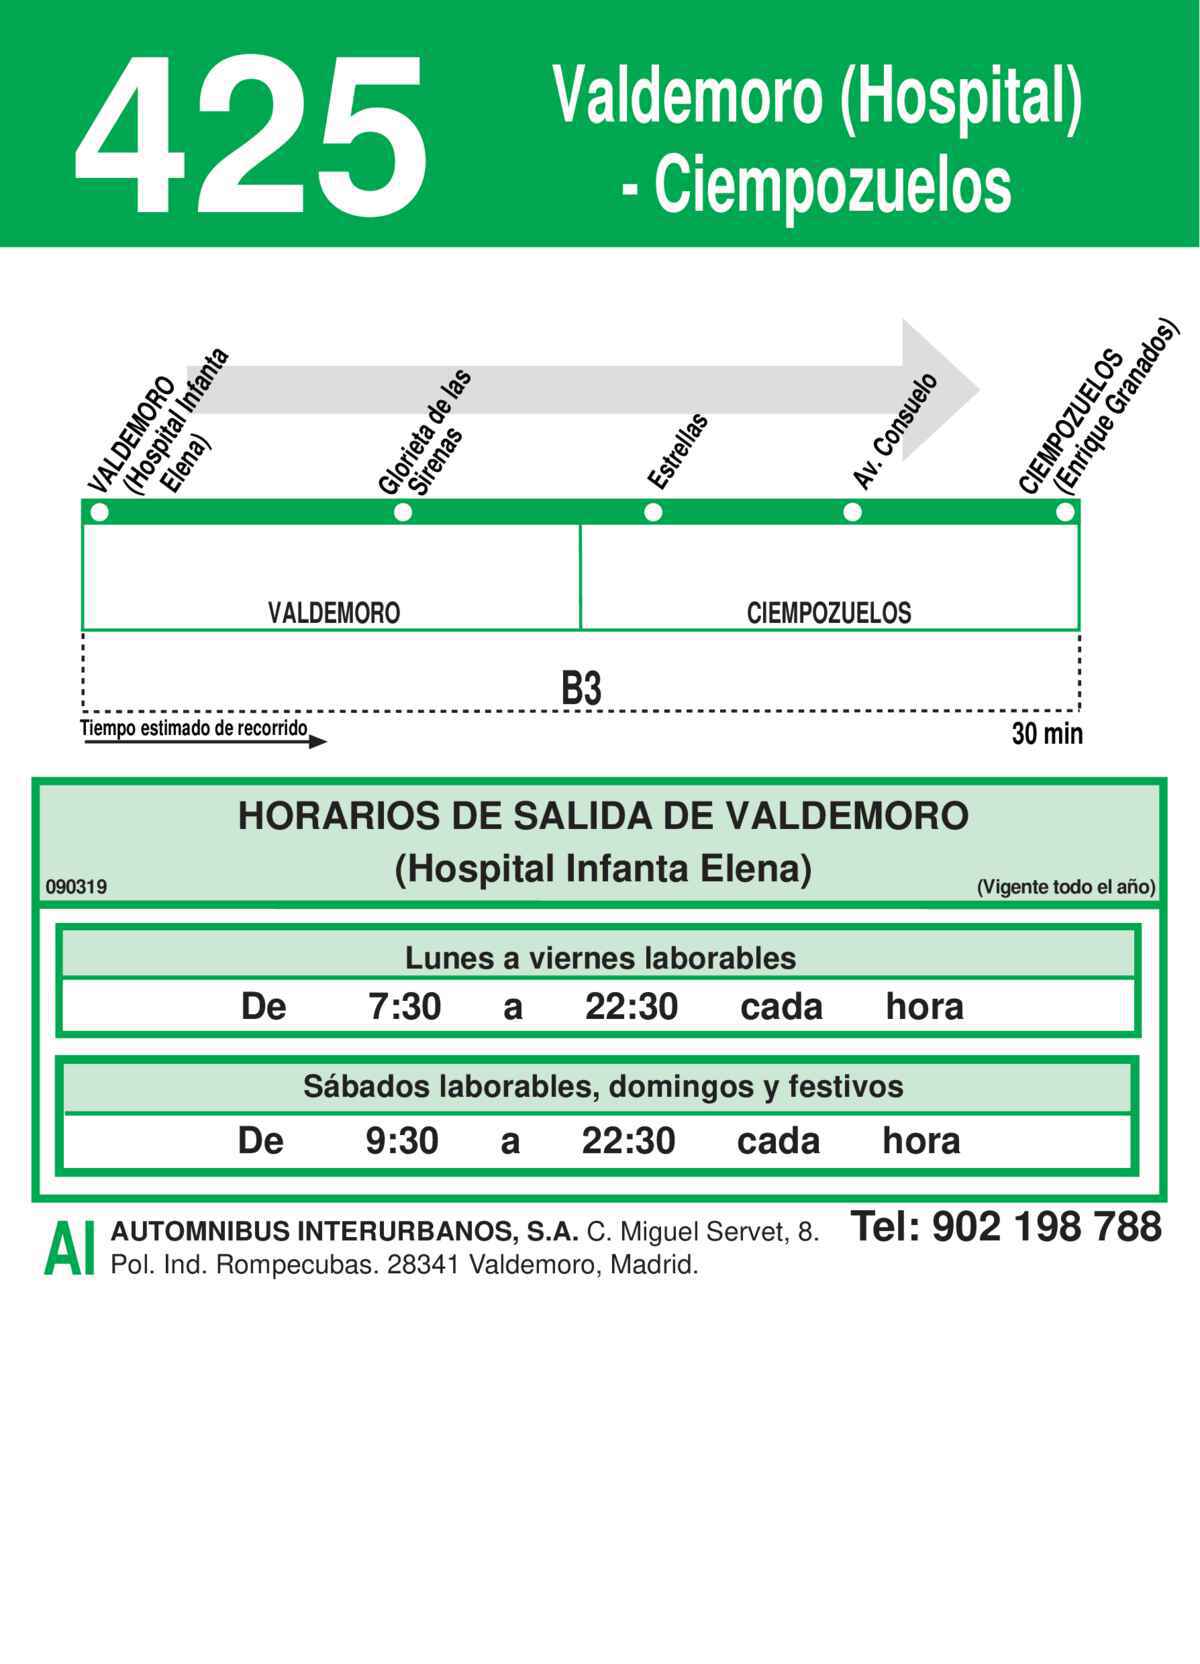 425
Valdemoro (Hospital)
- Ciempozuelos
VALDEMORO
(Hospital Infanta
Elena)
Glorieta de las
Sirenas
Estrellas
Av. Consuelo
CIEMPOZUELOS
(Enrique Granados)
VALDEMORO
CIEMPOZUELOS
B3
Tiempo estimado de recorrido
30 min
HORARIOS DE SALIDA DE VALDEMORO
(Hospital Infanta Elena)
090319
(Vigente todo el año)
Lunes a viernes laborables
De 7:30 a 22:30 cada hora
Sábados laborables, domingos y festivos
De 9:30 a 22:30 cada hora
AI
AUTOMNIBUS INTERURBANOS, S.A. C. Miguel Servet, 8.
Pol. Ind. Rompecubas. 28341 Valdemoro, Madrid.
Tel: 902 198 788